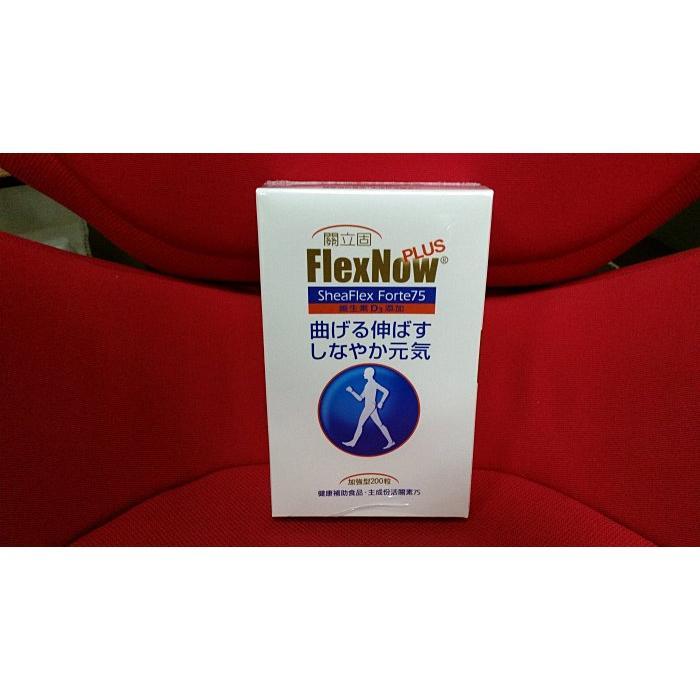 關立固
FlexNow® PLUS
SheaFlex Forte75
維生素D3添加
曲げる伸ばす
しなやか元気
加強型200粒
健康補助食品・主成份活關素75